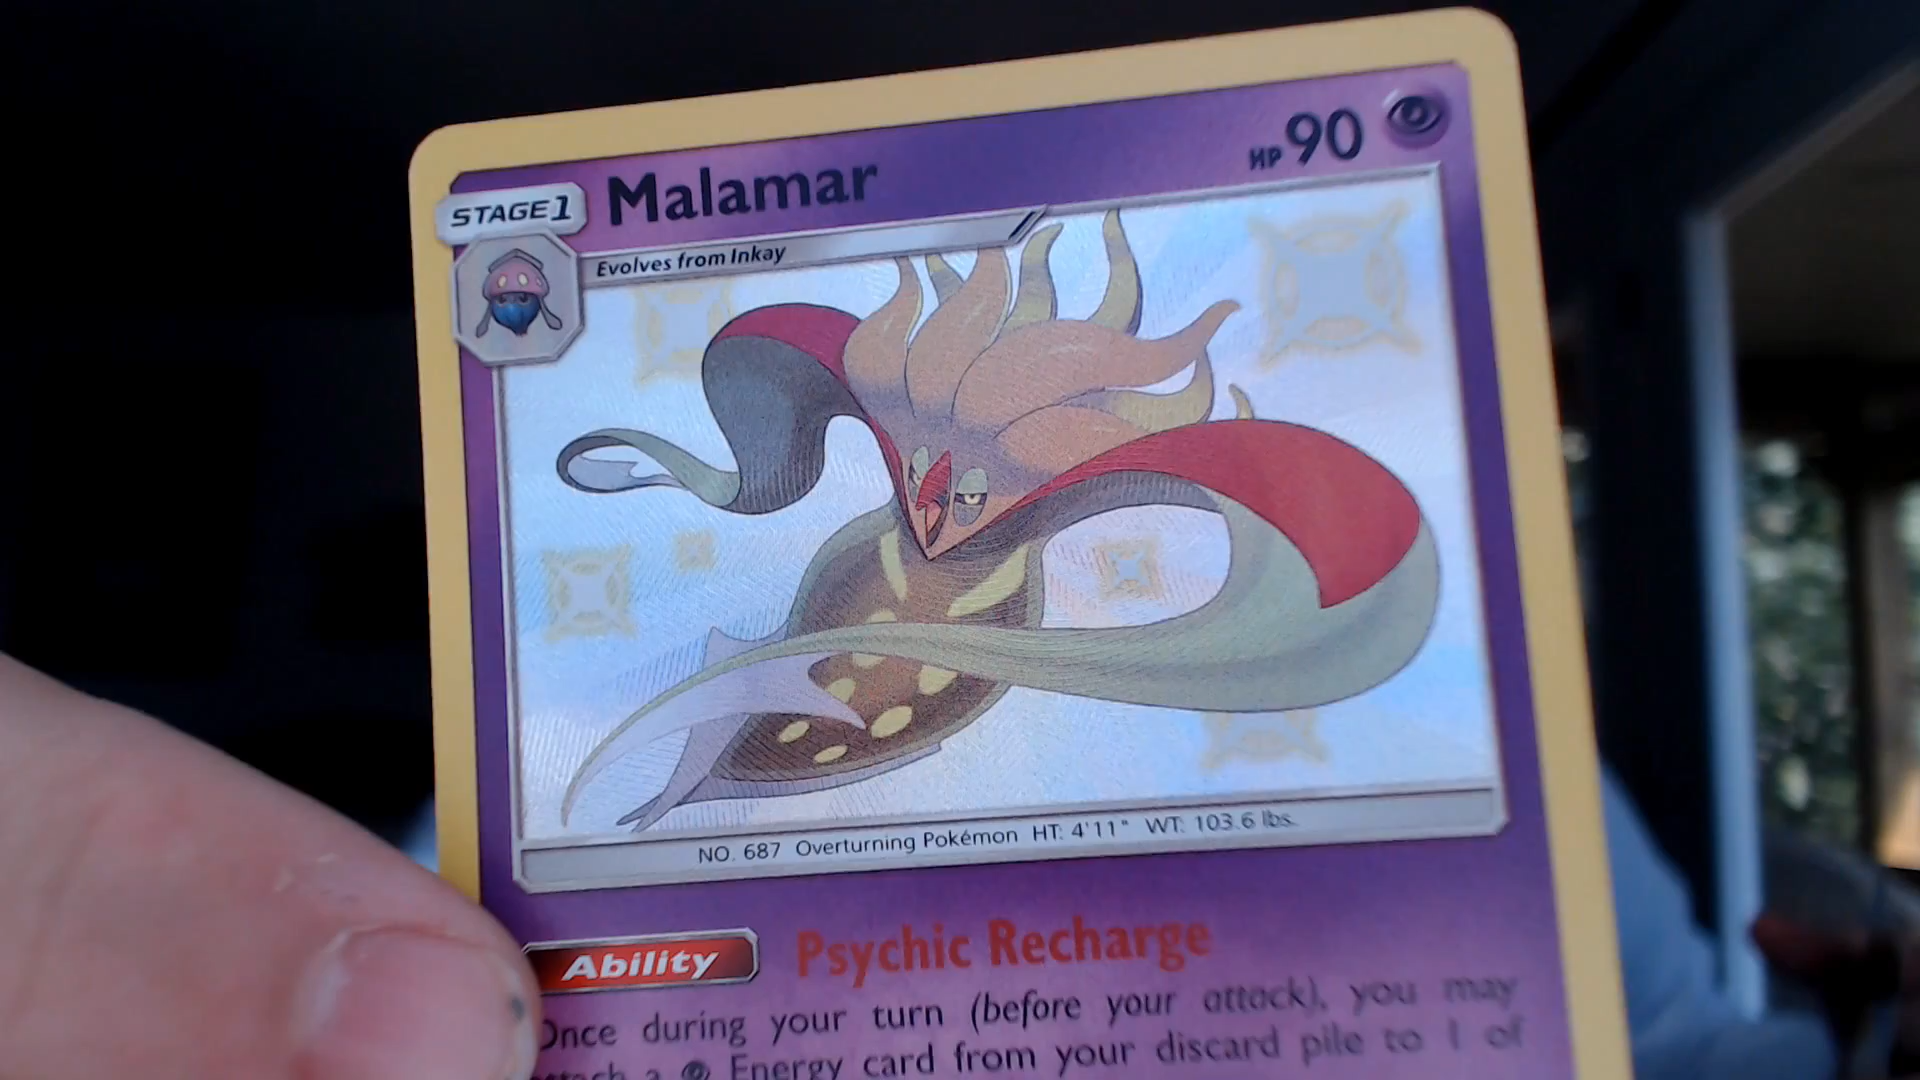 STAGE1
Malamar
HP 90
Evolves from Inkay
NO. 687 Overturning Pokémon HT: 4'11" WT: 103.6 lbs.
Ability Psychic Recharge
Once during your turn (before your attack), you may
attach a Energy card from your discard pile to 1 of